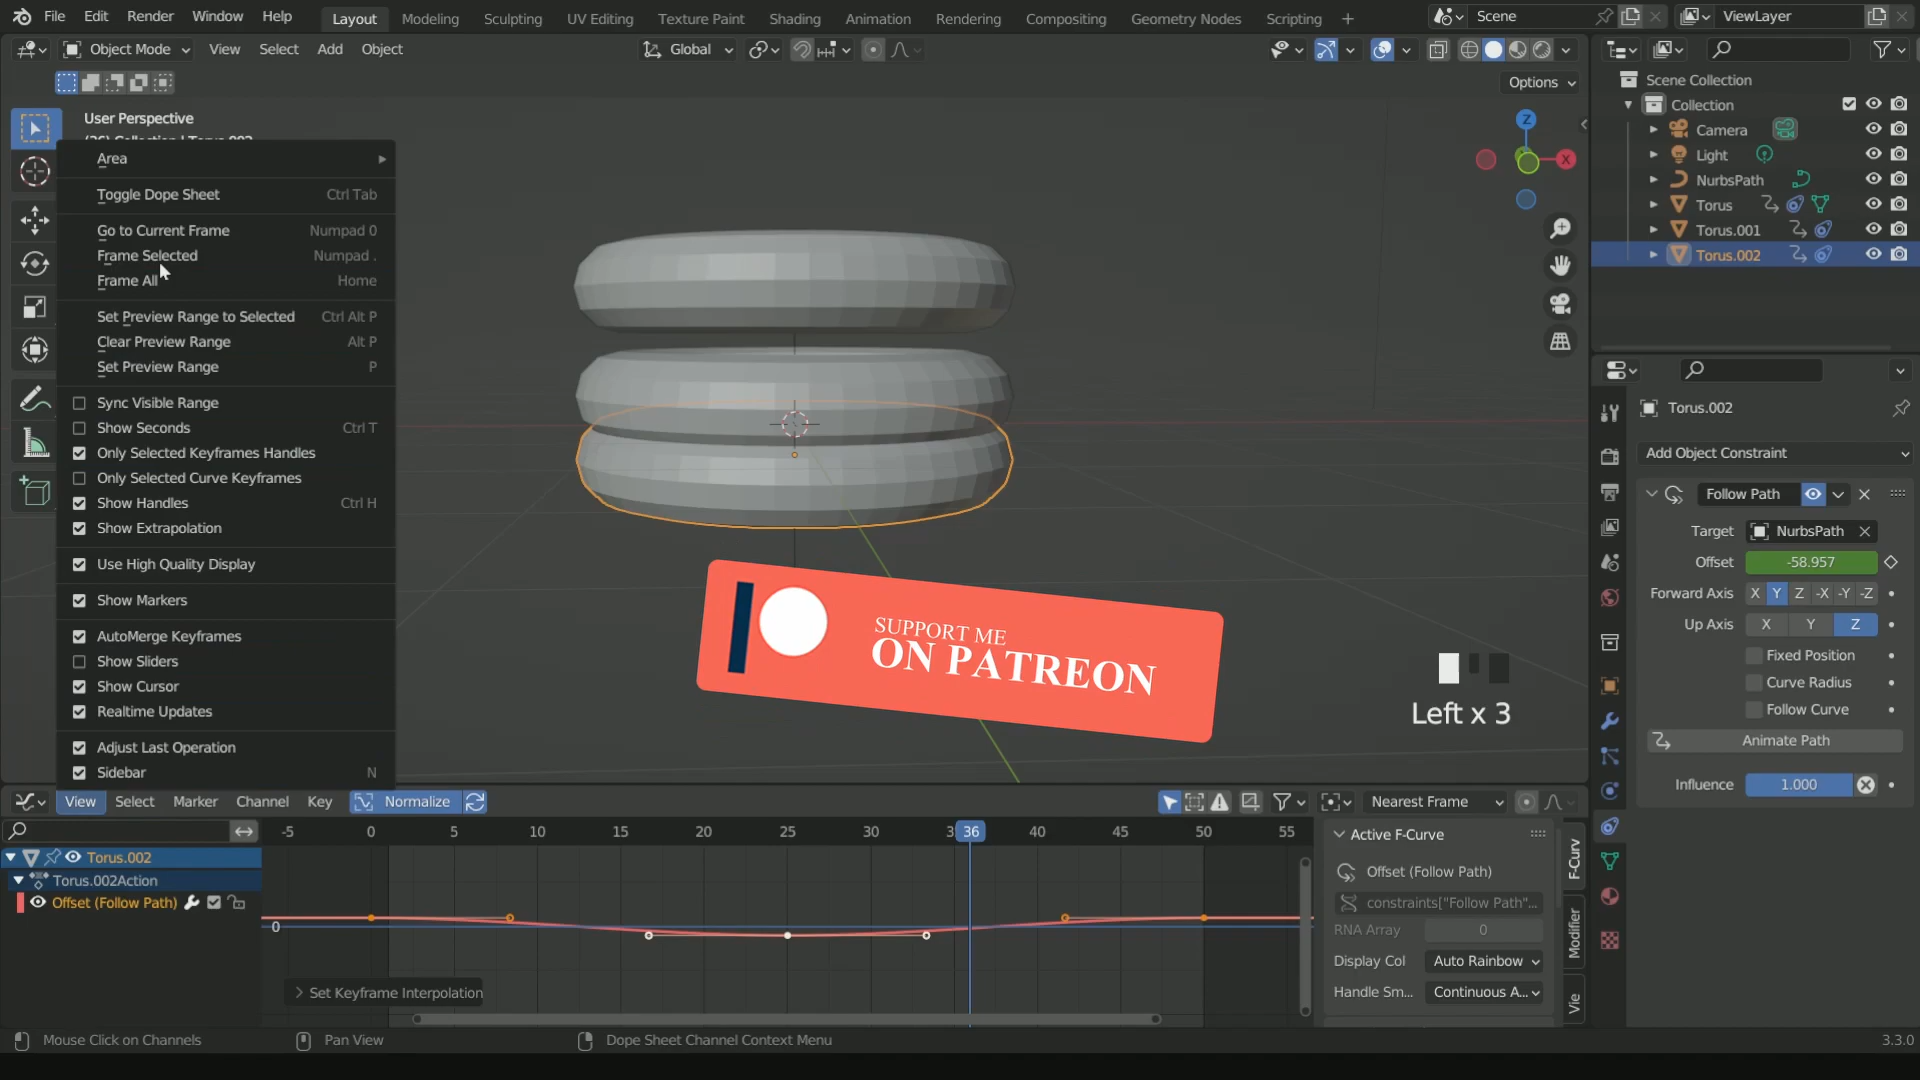 File Edit Render Window Help Layout Modeling Sculpting UV Editing Texture Paint Shading Animation Rendering Compositing Geometry Nodes Scripting + Scene ViewLayer
Object Mode View Select Add Object Global
Options
User Perspective
(36) Collection | Torus.002
Area
Toggle Dope Sheet Ctrl Tab
Go to Current Frame Numpad 0
Frame Selected Numpad .
Frame All Home
Set Preview Range to Selected Ctrl Alt P
Clear Preview Range Alt P
Set Preview Range P
Sync Visible Range
Show Seconds Ctrl T
Only Selected Keyframes Handles
Only Selected Curve Keyframes
Show Handles Ctrl H
Show Extrapolation
Use High Quality Display
Show Markers
AutoMerge Keyframes
Show Sliders
Show Cursor
Realtime Updates
Adjust Last Operation
Sidebar N
Z
X
SUPPORT ME
ON PATREON
Left x 3
Scene Collection
Collection
Camera
Light
NurbsPath
Torus
Torus.001
Torus.002
Torus.002
Add Object Constraint
Follow Path
Target NurbsPath
Offset -58.957
Forward Axis X Y Z -X -Y -Z
Up Axis X Y Z
Fixed Position
Curve Radius
Follow Curve
Animate Path
Influence 1.000
View Select Marker Channel Key Normalize Nearest Frame
-5 0 5 10 15 20 25 30 3 36 40 45 50 55
Torus.002
Torus.002Action
Offset (Follow Path)
0
Set Keyframe Interpolation
Active F-Curve
Offset (Follow Path)
constraints["Follow Path"...
RNA Array 0
Display Col Auto Rainbow
Handle Sm... Continuous A...
F-Curv
Modifier
Vie
Mouse Click on Channels Pan View Dope Sheet Channel Context Menu 3.3.0